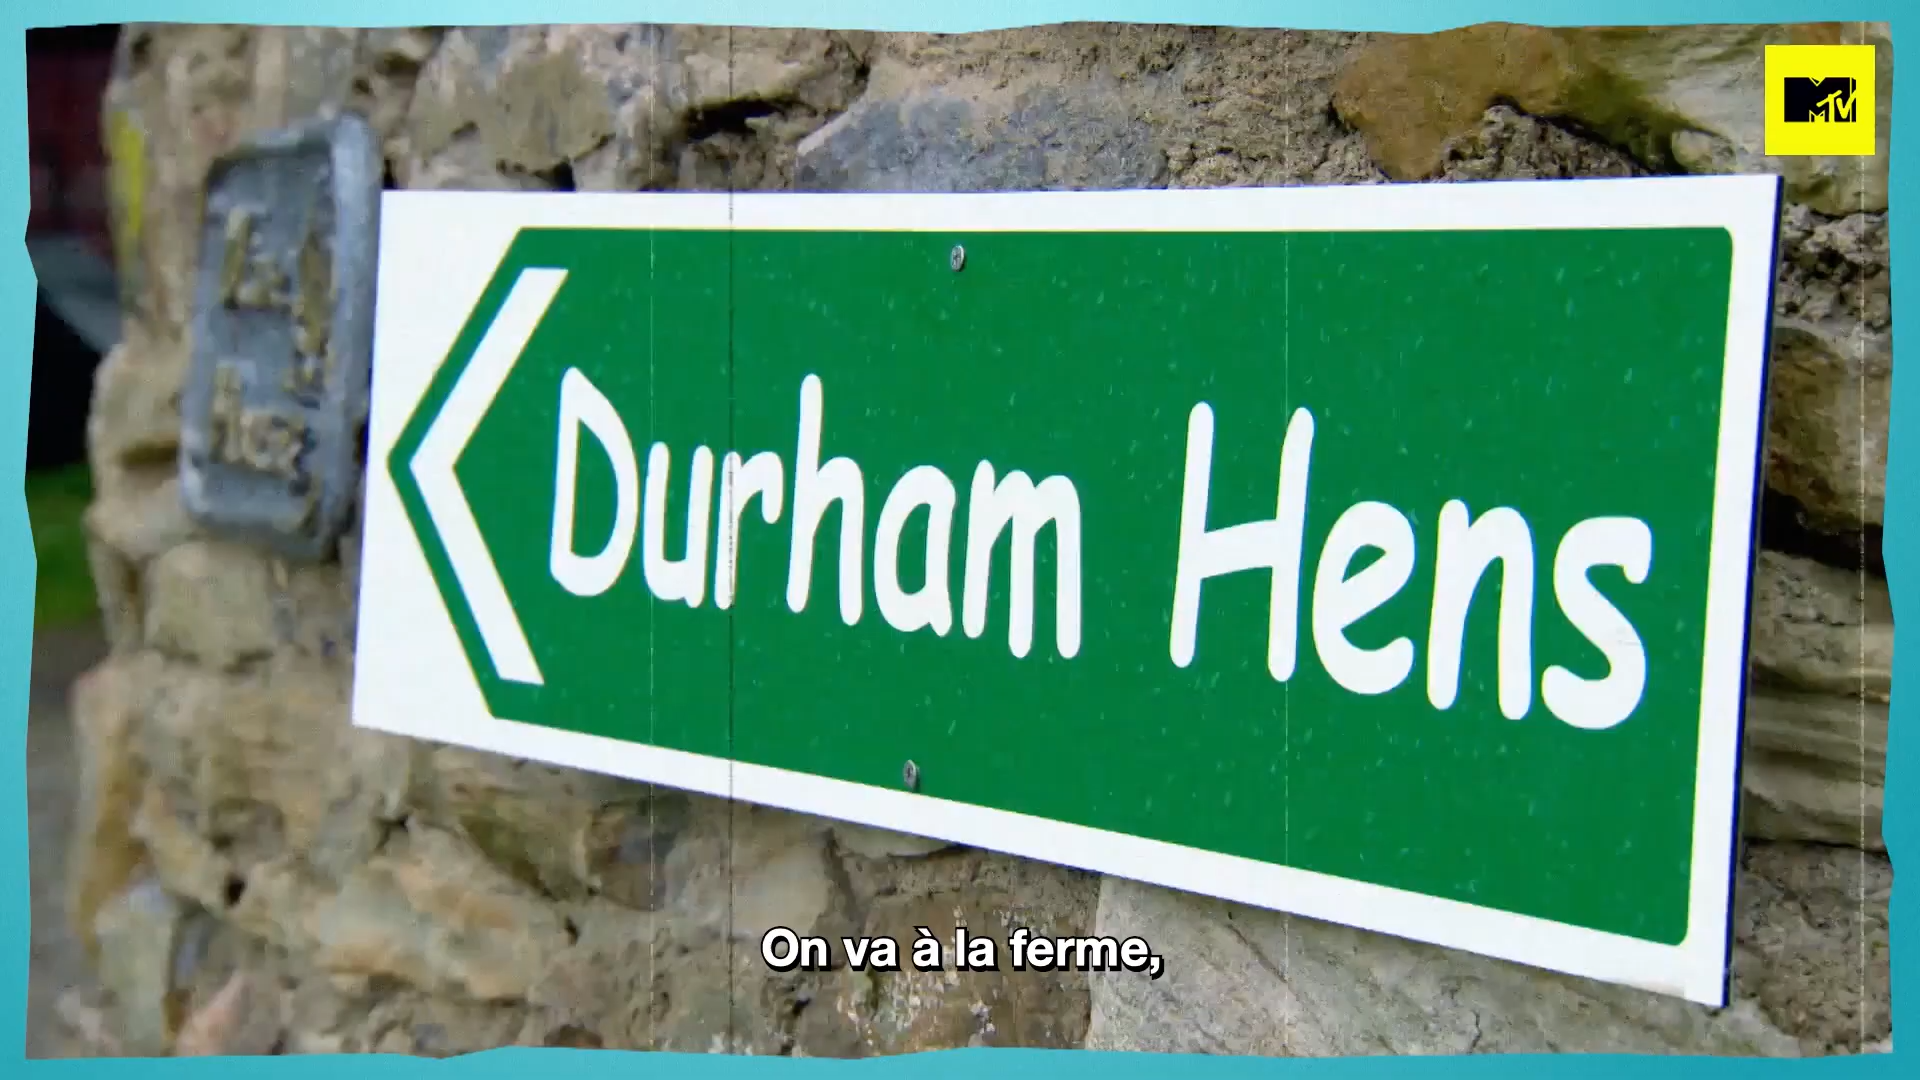 MTV
Durham Hens
On va à la ferme,